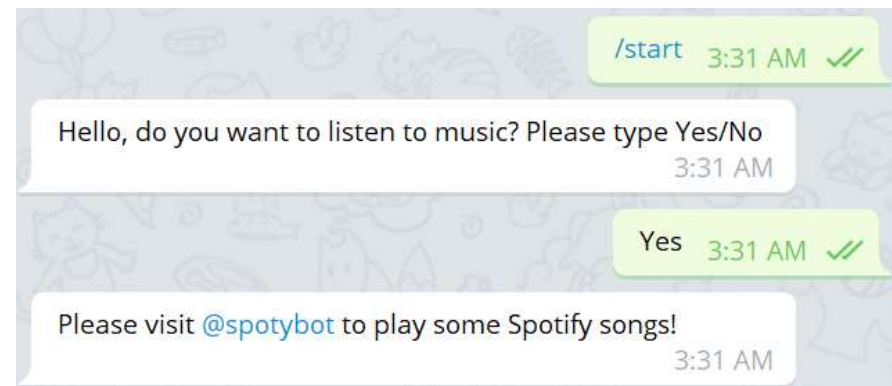 /start 3:31 AM
Hello, do you want to listen to music? Please type Yes/No
3:31 AM
Yes 3:31 AM
Please visit @spotybot to play some Spotify songs!
3:31 AM